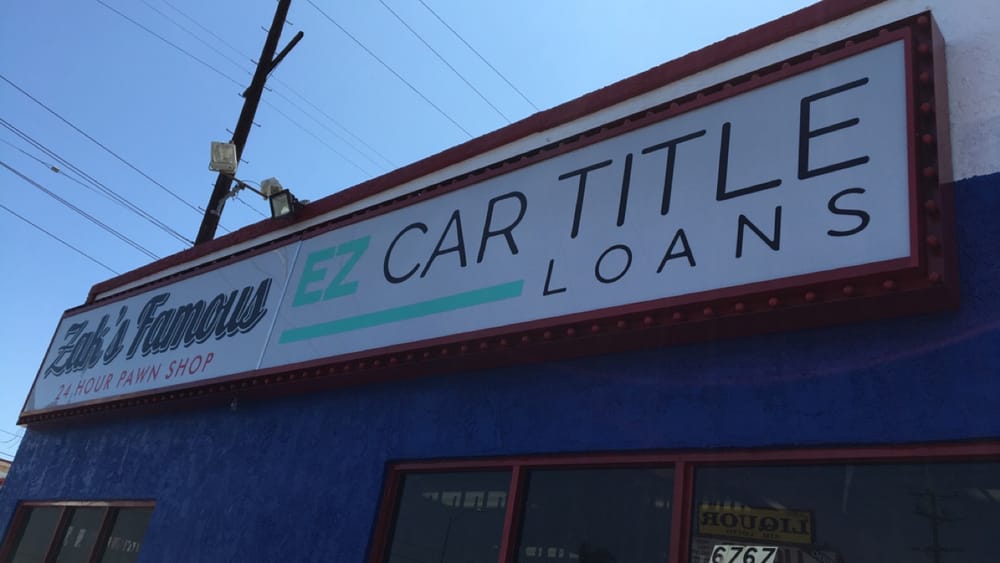 Zak's Famous
24 HOUR PAWN SHOP
EZ CAR TITLE
LOANS
LIQUOR
6767